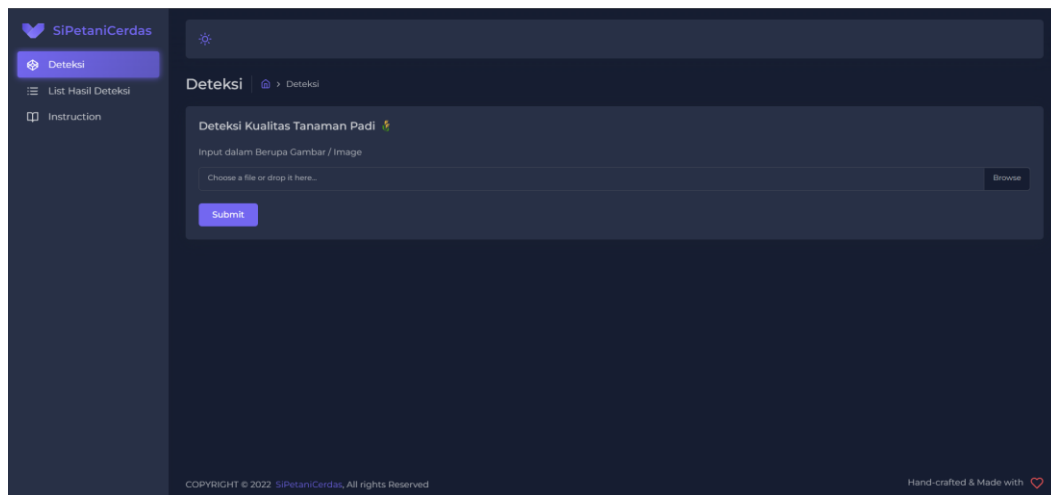 SiPetaniCerdas
Deteksi
List Hasil Deteksi
Instruction
Deteksi
Deteksi
Deteksi Kualitas Tanaman Padi
Input dalam Berupa Gambar / Image
Choose a file or drop it here...
Browse
Submit
COPYRIGHT © 2022 SiPetaniCerdas, All rights Reserved
Hand-crafted & Made with